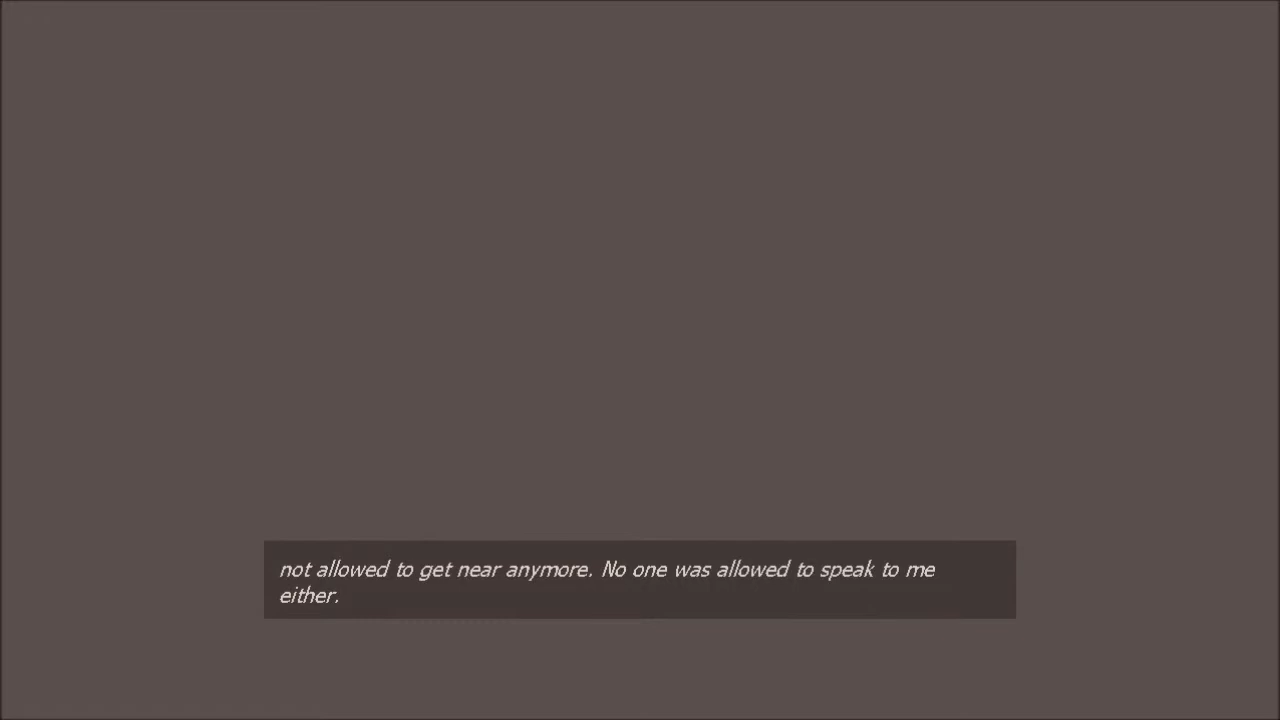 not allowed to get near anymore. No one was allowed to speak to me
either.